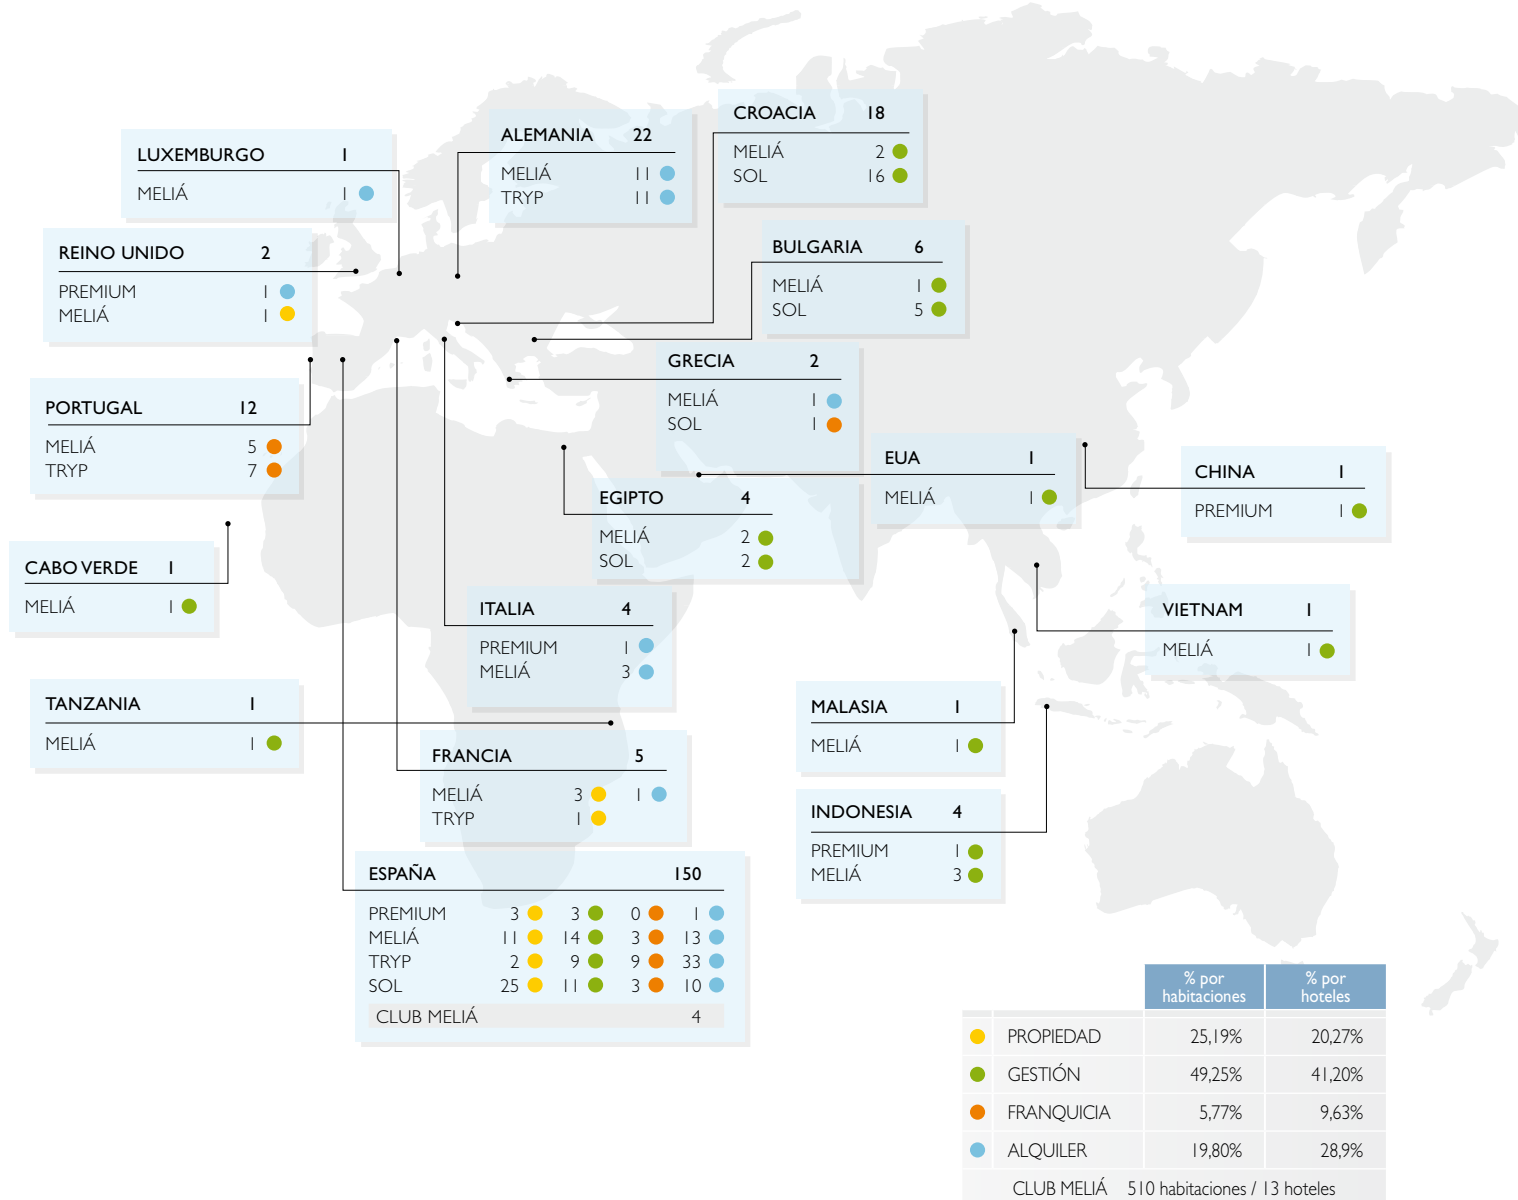 LUXEMBURGO 1
MELIÁ 1
ALEMANIA 22
MELIÁ 11
TRYP 11
CROACIA 18
MELIÁ 2
SOL 16
REINO UNIDO 2
PREMIUM 1
MELIÁ 1
BULGARIA 6
MELIÁ 1
SOL 5
GRECIA 2
MELIÁ 1
SOL 1
PORTUGAL 12
MELIÁ 5
TRYP 7
EUA 1
MELIÁ 1
CHINA 1
PREMIUM 1
EGIPTO 4
MELIÁ 2
SOL 2
CABO VERDE 1
MELIÁ 1
ITALIA 4
PREMIUM 1
MELIÁ 3
VIETNAM 1
MELIÁ 1
TANZANIA 1
MELIÁ 1
MALASIA 1
MELIÁ 1
FRANCIA 5
MELIÁ 3 1
TRYP 1
INDONESIA 4
PREMIUM 1
MELIÁ 3
ESPAÑA 150
PREMIUM 3 3 0 1
MELIÁ 11 14 3 13
TRYP 2 9 9 33
SOL 25 11 3 10
CLUB MELIÁ 4
% por habitaciones % por hoteles
PROPIEDAD 25,19% 20,27%
GESTIÓN 49,25% 41,20%
FRANQUICIA 5,77% 9,63%
ALQUILER 19,80% 28,9%
CLUB MELIÁ 510 habitaciones / 13 hoteles